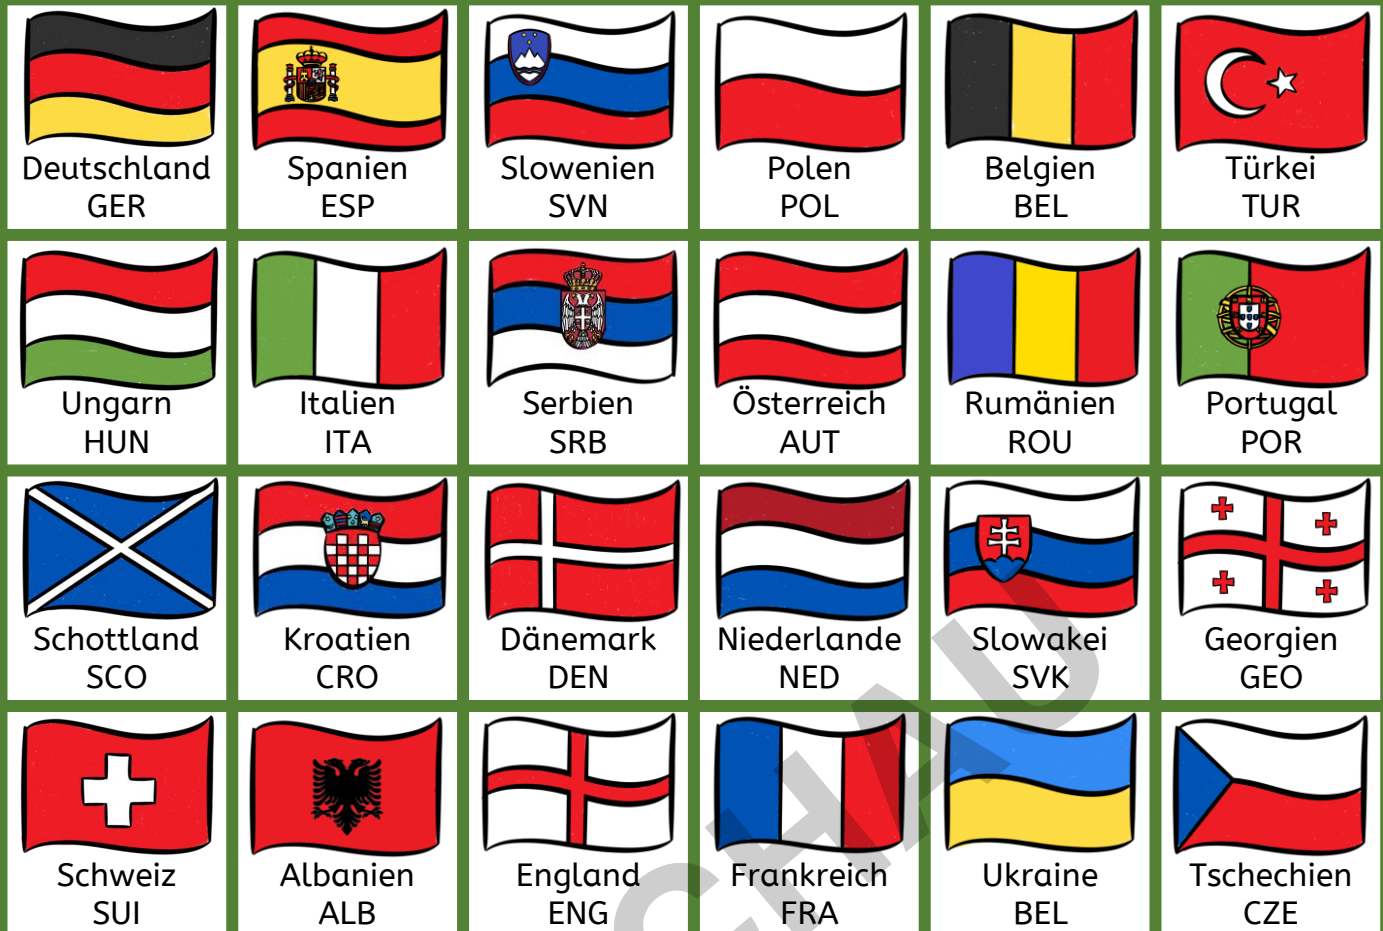 Deutschland
GER
Spanien
ESP
Slowenien
SVN
Polen
POL
Belgien
BEL
Türkei
TUR
Ungarn
HUN
Italien
ITA
Serbien
SRB
Österreich
AUT
Rumänien
ROU
Portugal
POR
Schottland
SCO
Kroatien
CRO
Dänemark
DEN
Niederlande
NED
Slowakei
SVK
Georgien
GEO
Schweiz
SUI
Albanien
ALB
England
ENG
Frankreich
FRA
Ukraine
BEL
Tschechien
CZE